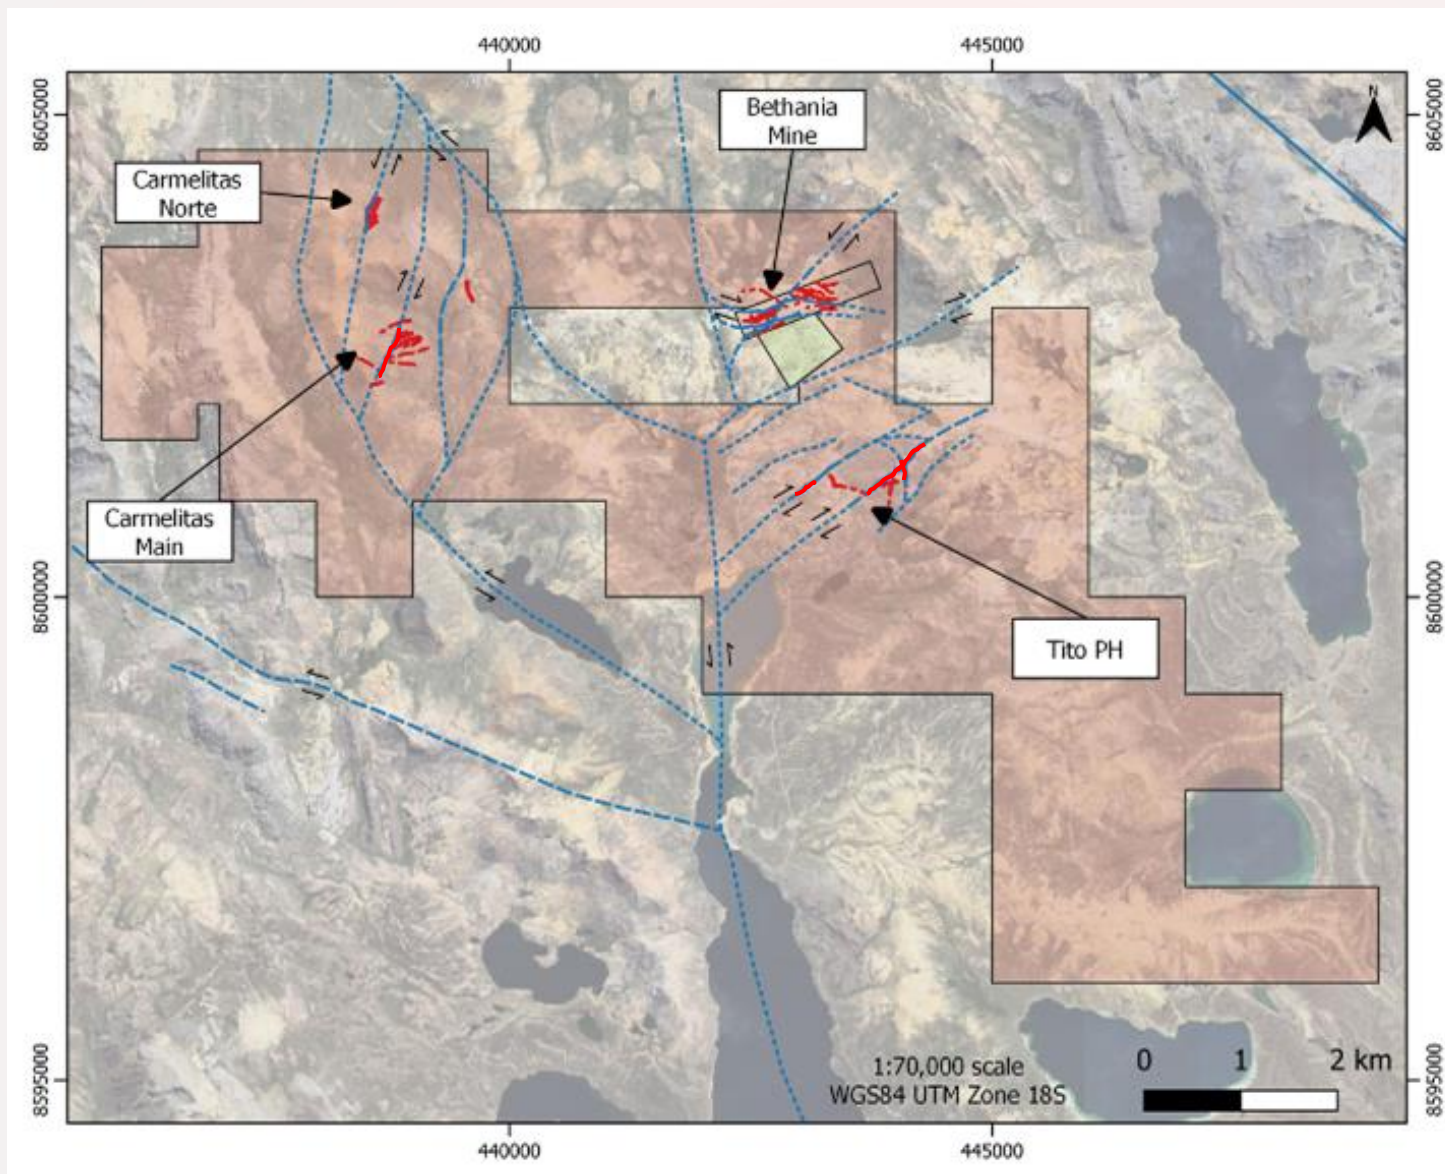 440000
445000
8605000
8605000
N
Bethania
Mine
Carmelitas
Norte
Carmelitas
Main
8600000
8600000
Tito PH
8595000
8595000
1:70,000 scale
WGS84 UTM Zone 18S
0 1 2 km
440000
445000